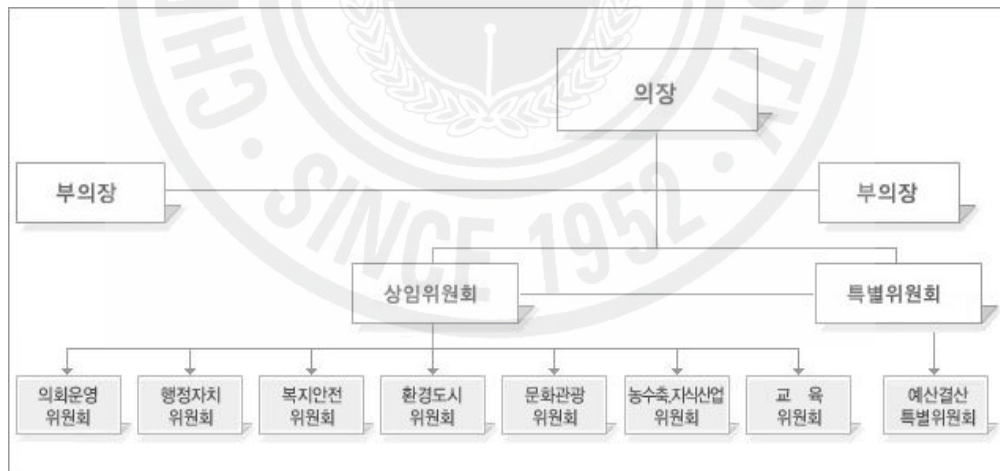 의장
부의장
부의장
상임위원회
특별위원회
의회운영
위원회
행정자치
위원회
복지안전
위원회
환경도시
위원회
문화관광
위원회
농수축,지식산업
위원회
교 육
위원회
예산결산
특별위원회
SINCE 1952